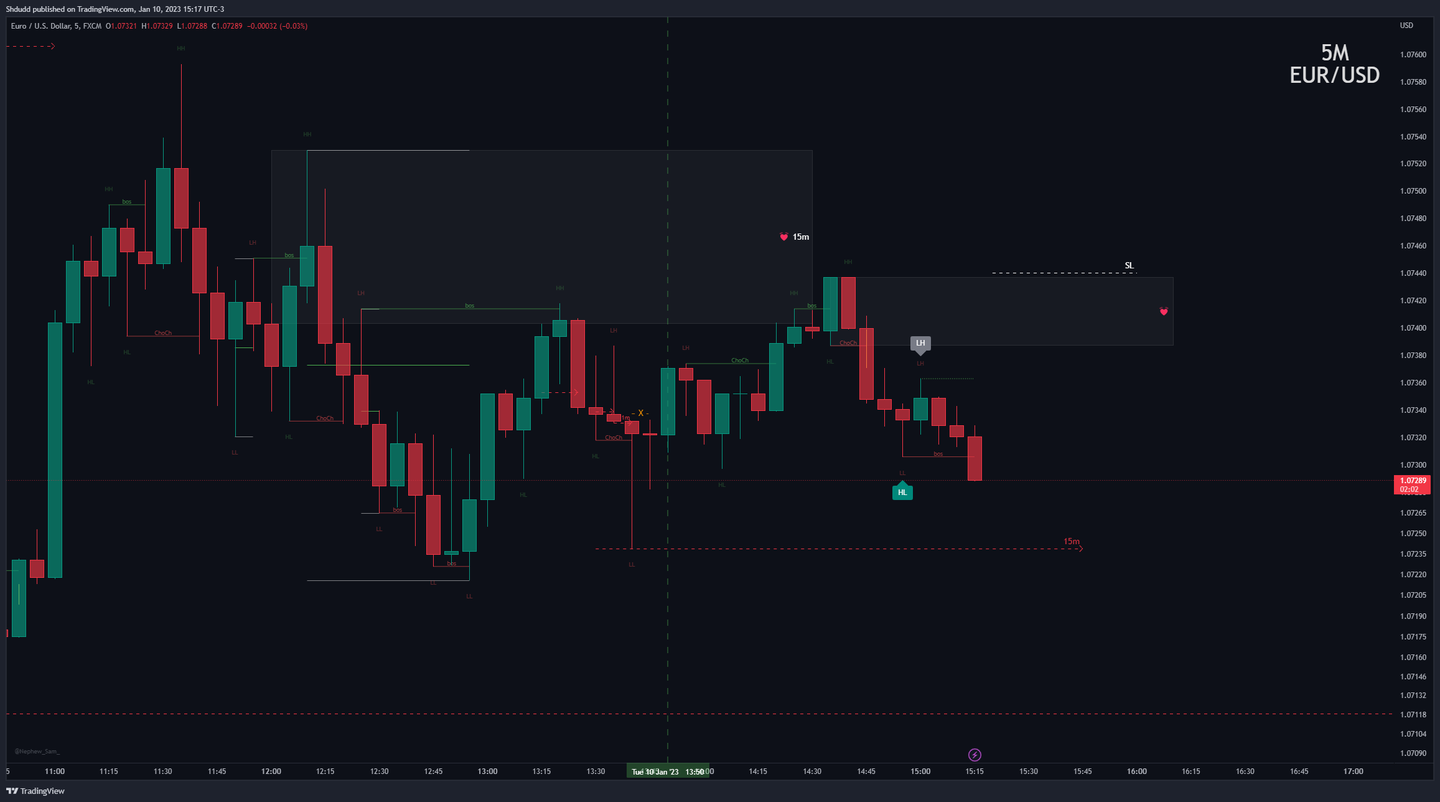 Shdudd published on TradingView.com, Jan 10, 2023 15:17 UTC-3
Euro / U.S. Dollar, 5, FXCM O1.07321 H1.07329 L1.07288 C1.07289 −0.00032 (−0.03%)
USD
5M
EUR/USD
HH
1.07600
1.07580
1.07560
1.07540
1.07520
1.07500
1.07480
1.07460
1.07440
1.07420
1.07400
1.07380
1.07360
1.07340
1.07320
1.07300
1.07289
02:02
1.07265
1.07250
1.07235
1.07220
1.07205
1.07190
1.07175
1.07160
1.07146
1.07132
1.07118
1.07104
1.07090
HH
HH
bos
LH
bos
15m
SL
HH
LH
HH
HH
bos
bos
ChoCh
LH
LH
ChoCh
LH
ChoCh
LH
HL
HL
HL
X
1m
ChoCh
ChoCh
HL
LL
HL
bos
LL
HL
HL
HL
bos
LL
15m
bos
LL
LL
LL
@Nephew_Sam_
11:00
11:15
11:30
11:45
12:00
12:15
12:30
12:45
13:00
13:15
13:30
Tue 10 Jan '23 13:50
14:15
14:30
14:45
15:00
15:15
15:30
15:45
16:00
16:15
16:30
16:45
17:00
TradingView